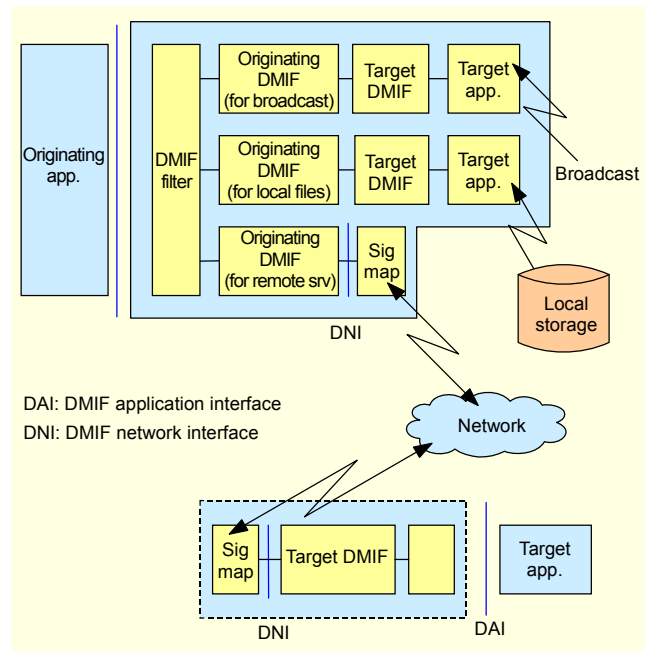 Originating
app.
DMIF
filter
Originating
DMIF
(for broadcast)
Target
DMIF
Target
app.
Originating
DMIF
(for local files)
Target
DMIF
Target
app.
Broadcast
Originating
DMIF
(for remote srv)
Sig
map
DNI
Local
storage
DAI: DMIF application interface
DNI: DMIF network interface
Network
Sig
map
Target DMIF
Target
app.
DNI
DAI